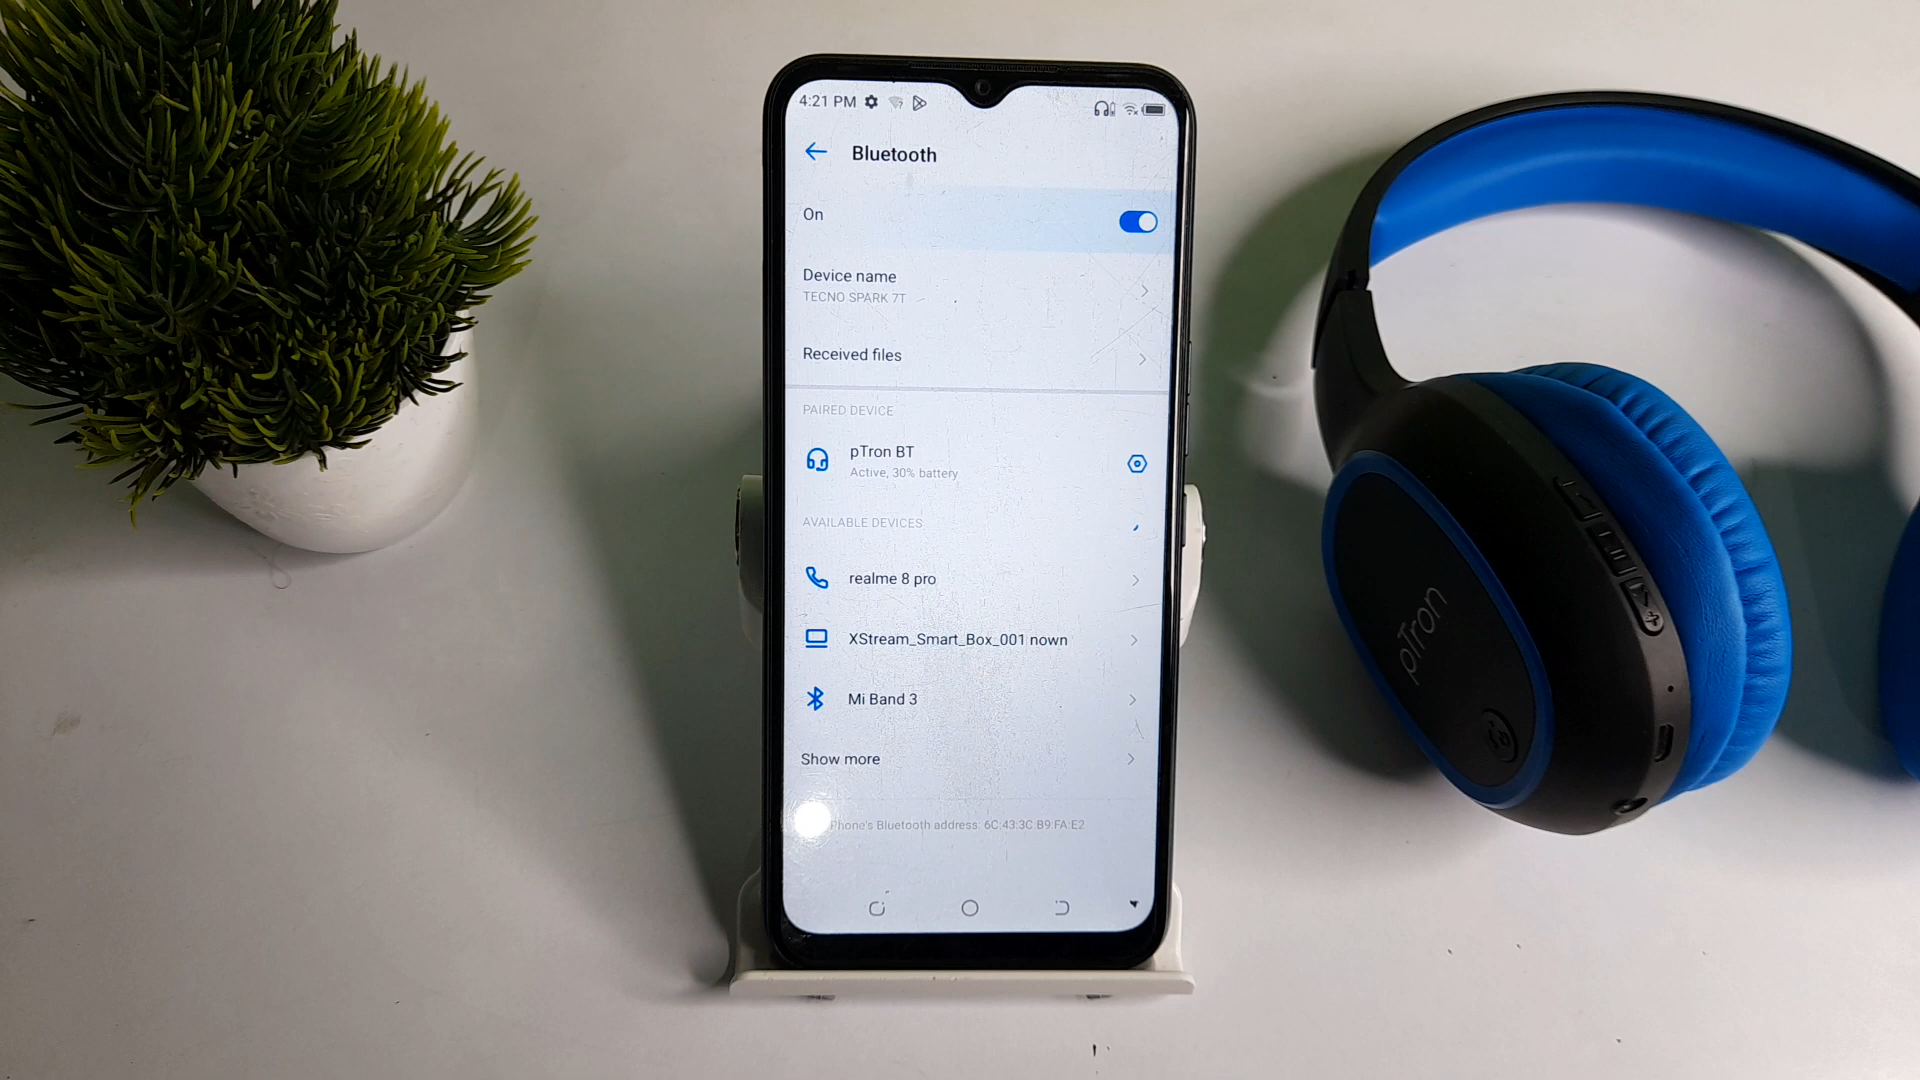 4:21 PM
Bluetooth
On
Device name
TECNO SPARK 7T
Received files
PAIRED DEVICE
pTron BT
Active, 30% battery
AVAILABLE DEVICES
realme 8 pro
XStream_Smart_Box_001 nown
Mi Band 3
Show more
Phone's Bluetooth address: 6C:43:3C:B9:FA:E2
pTron